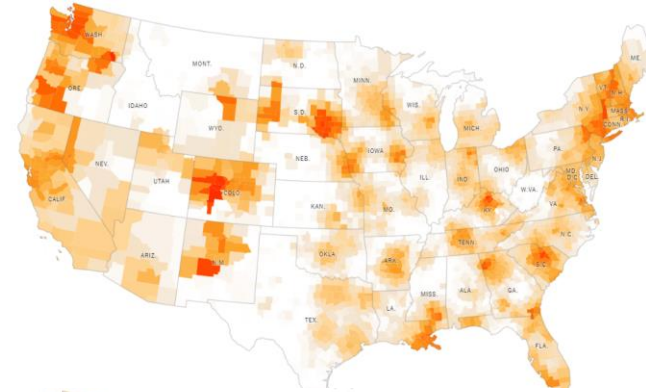 WASH.
MONT.
N.D.
MINN.
ME.
ORE.
IDAHO
WYO.
S.D.
WIS.
MICH.
N.Y.
VT.
N.H.
MASS.
CONN.
R.I.
NEV.
UTAH
COLO.
NEB.
IOWA
ILL.
IND.
OHIO
PA.
N.J.
MD.
DEL.
D.C.
W.VA.
VA.
CALIF.
KAN.
MO.
KY.
ARIZ.
N.M.
OKLA.
ARK.
TENN.
N.C.
S.C.
TEX.
LA.
MISS.
ALA.
GA.
FLA.